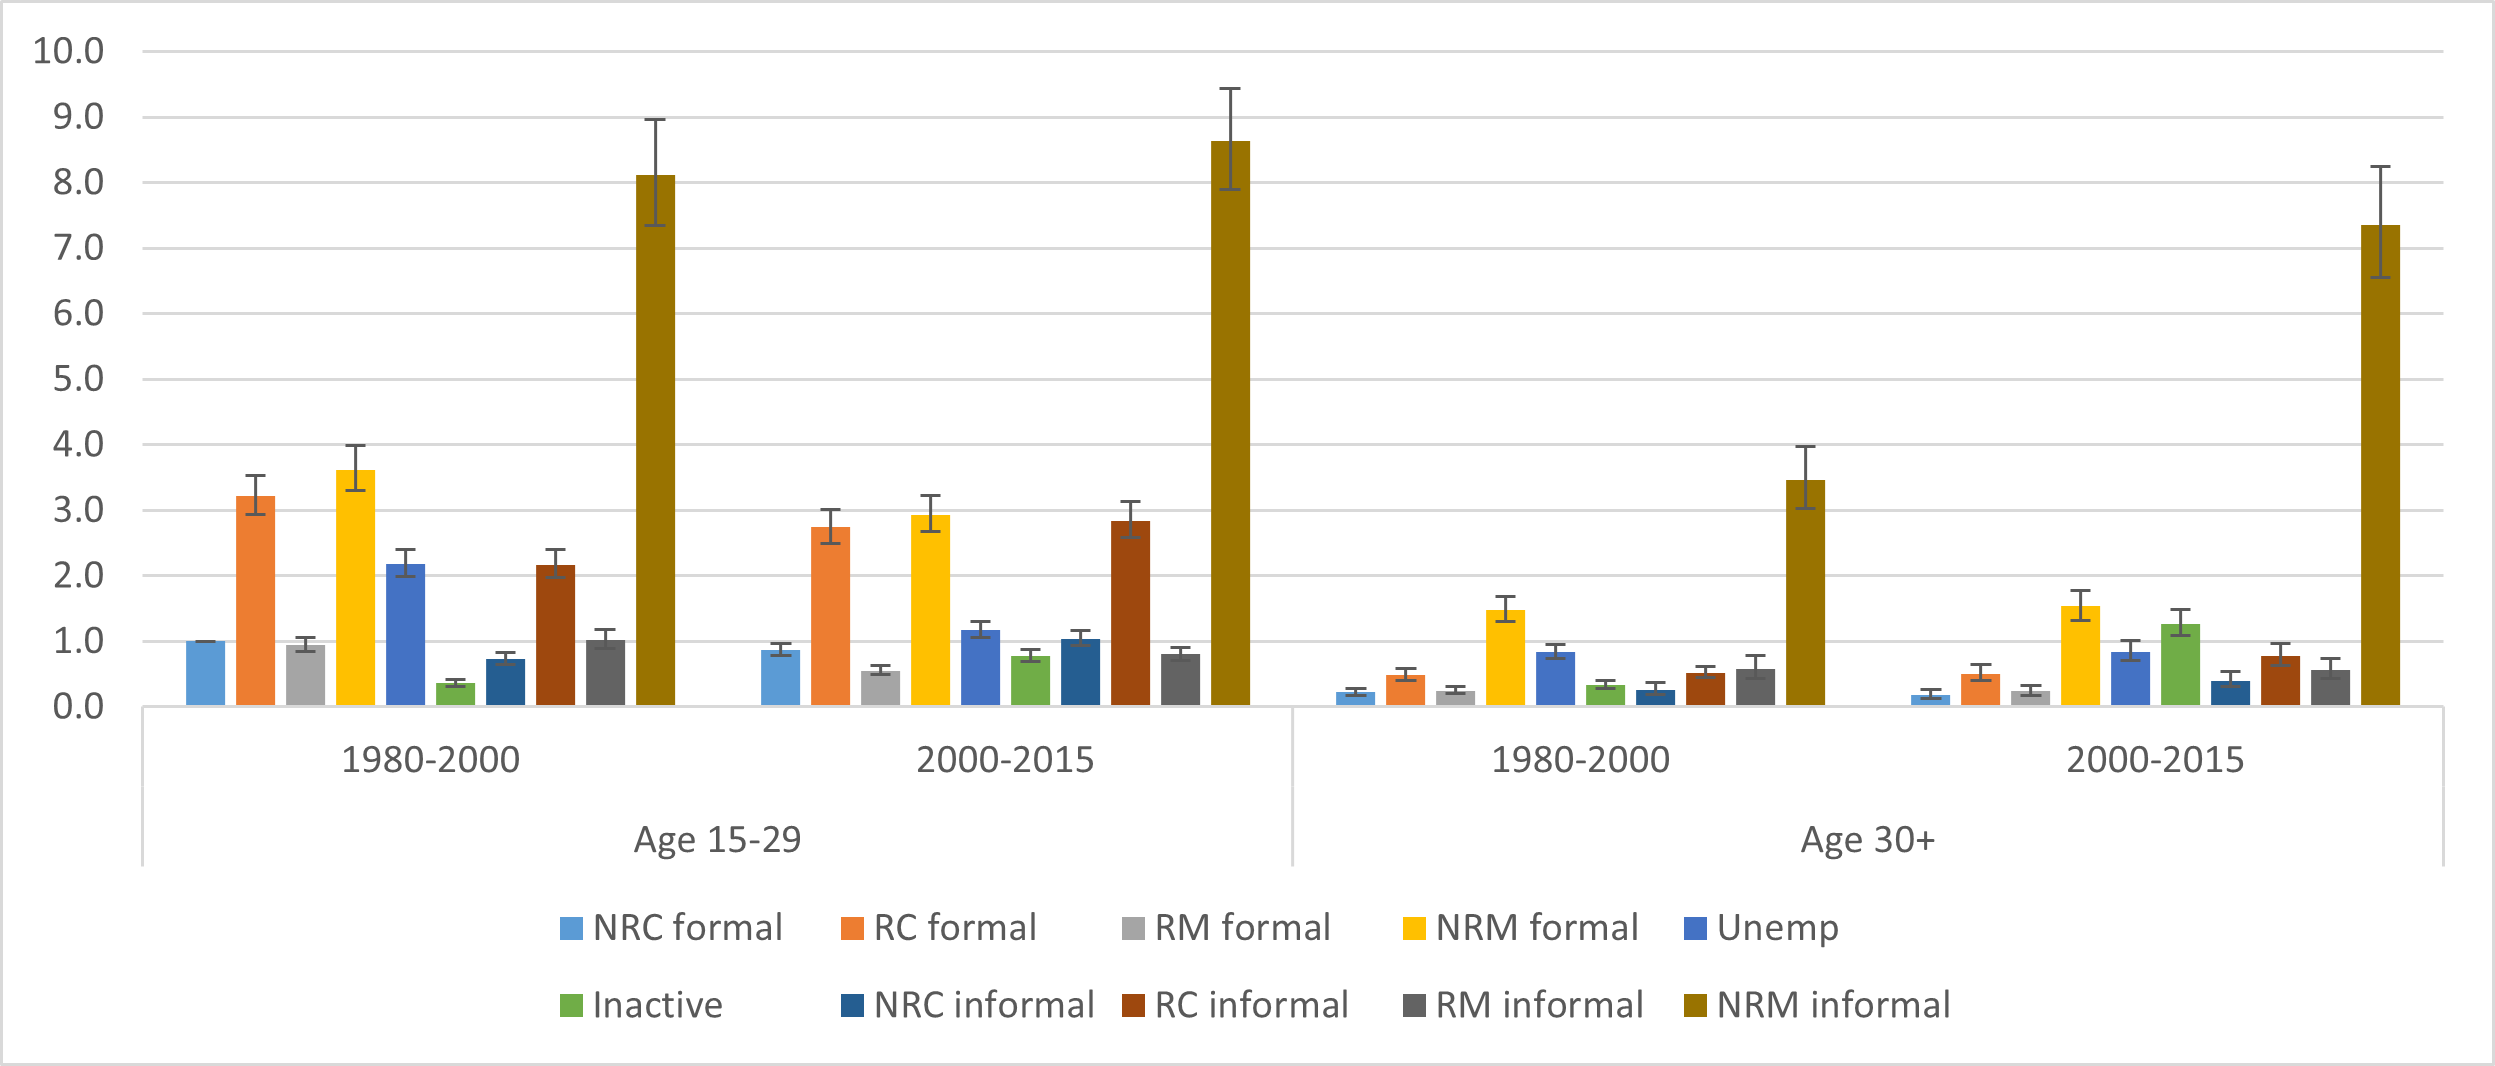 10.0
9.0
8.0
7.0
6.0
5.0
4.0
3.0
2.0
1.0
0.0
1980-2000 2000-2015 1980-2000 2000-2015
Age 15-29 Age 30+
NRC formal RC formal RM formal NRM formal Unemp
Inactive NRC informal RC informal RM informal NRM informal